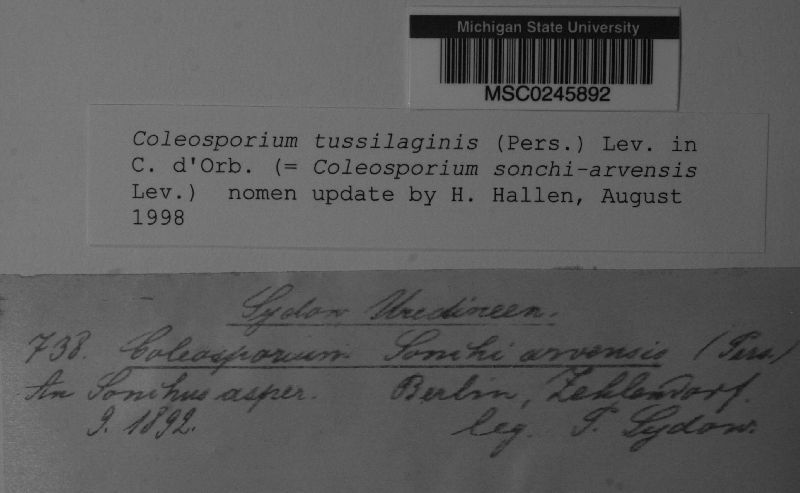 Michigan State University
MSC0245892
Coleosporium tussilaginis (Pers.) Lev. in
C. d'Orb. (= Coleosporium sonchi-arvensis
Lev.) nomen update by H. Hallen, August
1998
Sydow Uredineen.
738. Coleosporium Sonchi arvensis (Pers.)
An Sonchus asper. Berlin, Zehlendorf.
9. 1892. leg. P. Sydow.